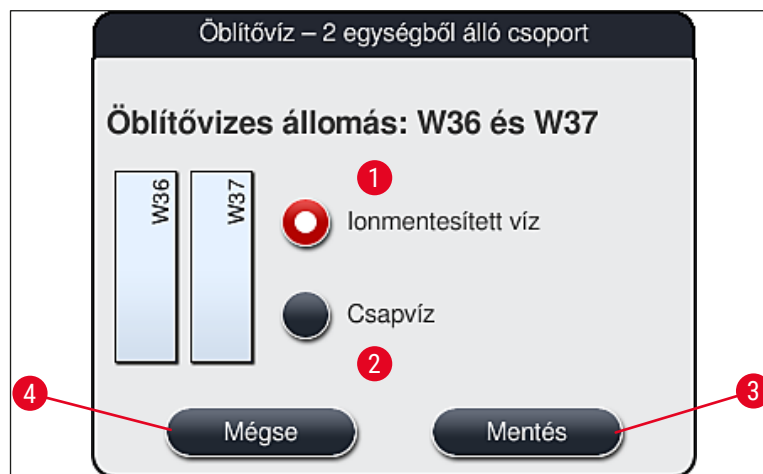 Öblítővíz – 2 egységből álló csoport
Öblítővizes állomás: W36 és W37
W36
W37
1
Ionmentesített víz
Csapvíz
2
4
3
Mégse
Mentés